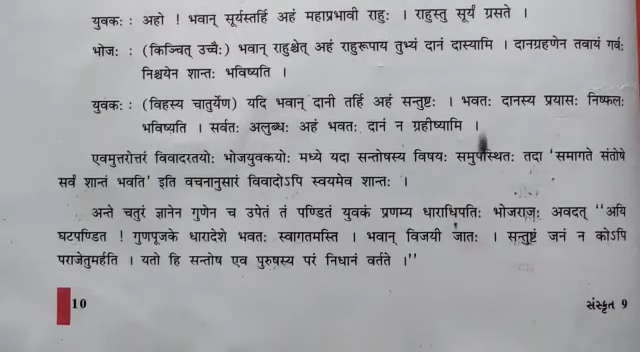 युवकः : अहो ! भवान् सूर्यस्तर्हि अहं महाप्रभावी राहुः । राहुस्तु सूर्यं ग्रसते ।
भोजः : (किञ्चित् उच्चैः) भवान् राहुश्चेत् अहं राहुरूपाय तुभ्यं दानं दास्यामि । दानग्रहणेन तवायं गर्वः
निश्चयेन शान्तः भविष्यति ।
युवकः : (विहस्य चातुर्येण) यदि भवान् दानी तर्हि अहं सन्तुष्टः । भवतः दानस्य प्रयासः निष्फलः
भविष्यति । सर्वतः अलुब्धः अहं भवतः दानं न ग्रहीष्यामि ।
एवमुत्तरोत्तरं विवादरतयोः भोजयुवकयोः मध्ये यदा सन्तोषस्य विषयः समुपस्थितः तदा 'समागते संतोषे
सर्वं शान्तं भवति' इति वचनानुसारं विवादोऽपि स्वयमेव शान्तः ।
अन्ते चतुरं ज्ञानेन गुणेन च उपेतं तं पण्डितं युवकं प्रणम्य धाराधिपतिः भोजराजः अवदत् ''अयि
घटपण्डित ! गुणपूजके धारादेशे भवतः स्वागतमस्ति । भवान् विजयी जातः । सन्तुष्टं जनं न कोऽपि
पराजेतुमर्हति । यतो हि सन्तोष एव पुरुषस्य परं निधानं वर्तते ।''
10
संस्कृत 9